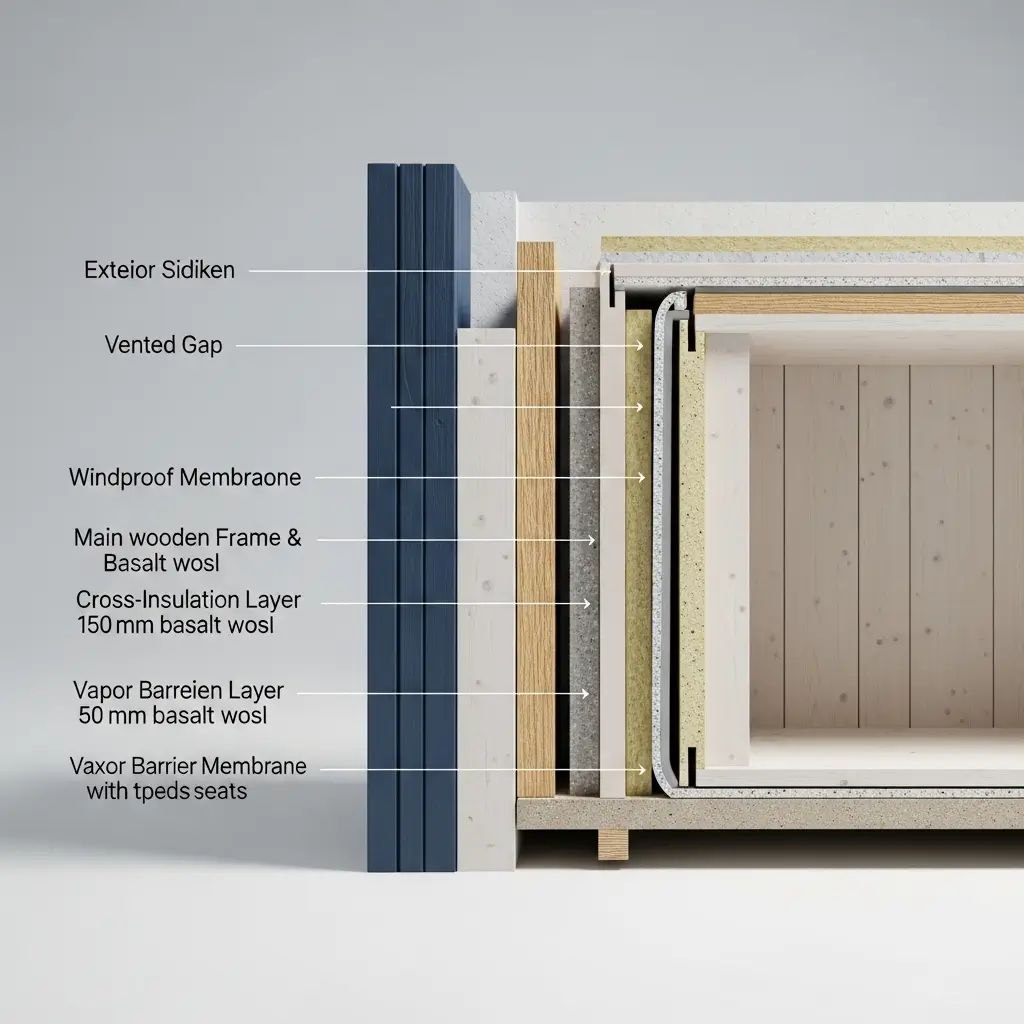 Exteior Sidiken
Vented Gap
Windproof Membraone
Main wooden Frame &
Basalt wosl
Cross-Insulation Layer
150 mm basalt wosl
Vapor Barreien Layer
50 mm basalt wosl
Vaxor Barrier Membrane
with tpeds seats